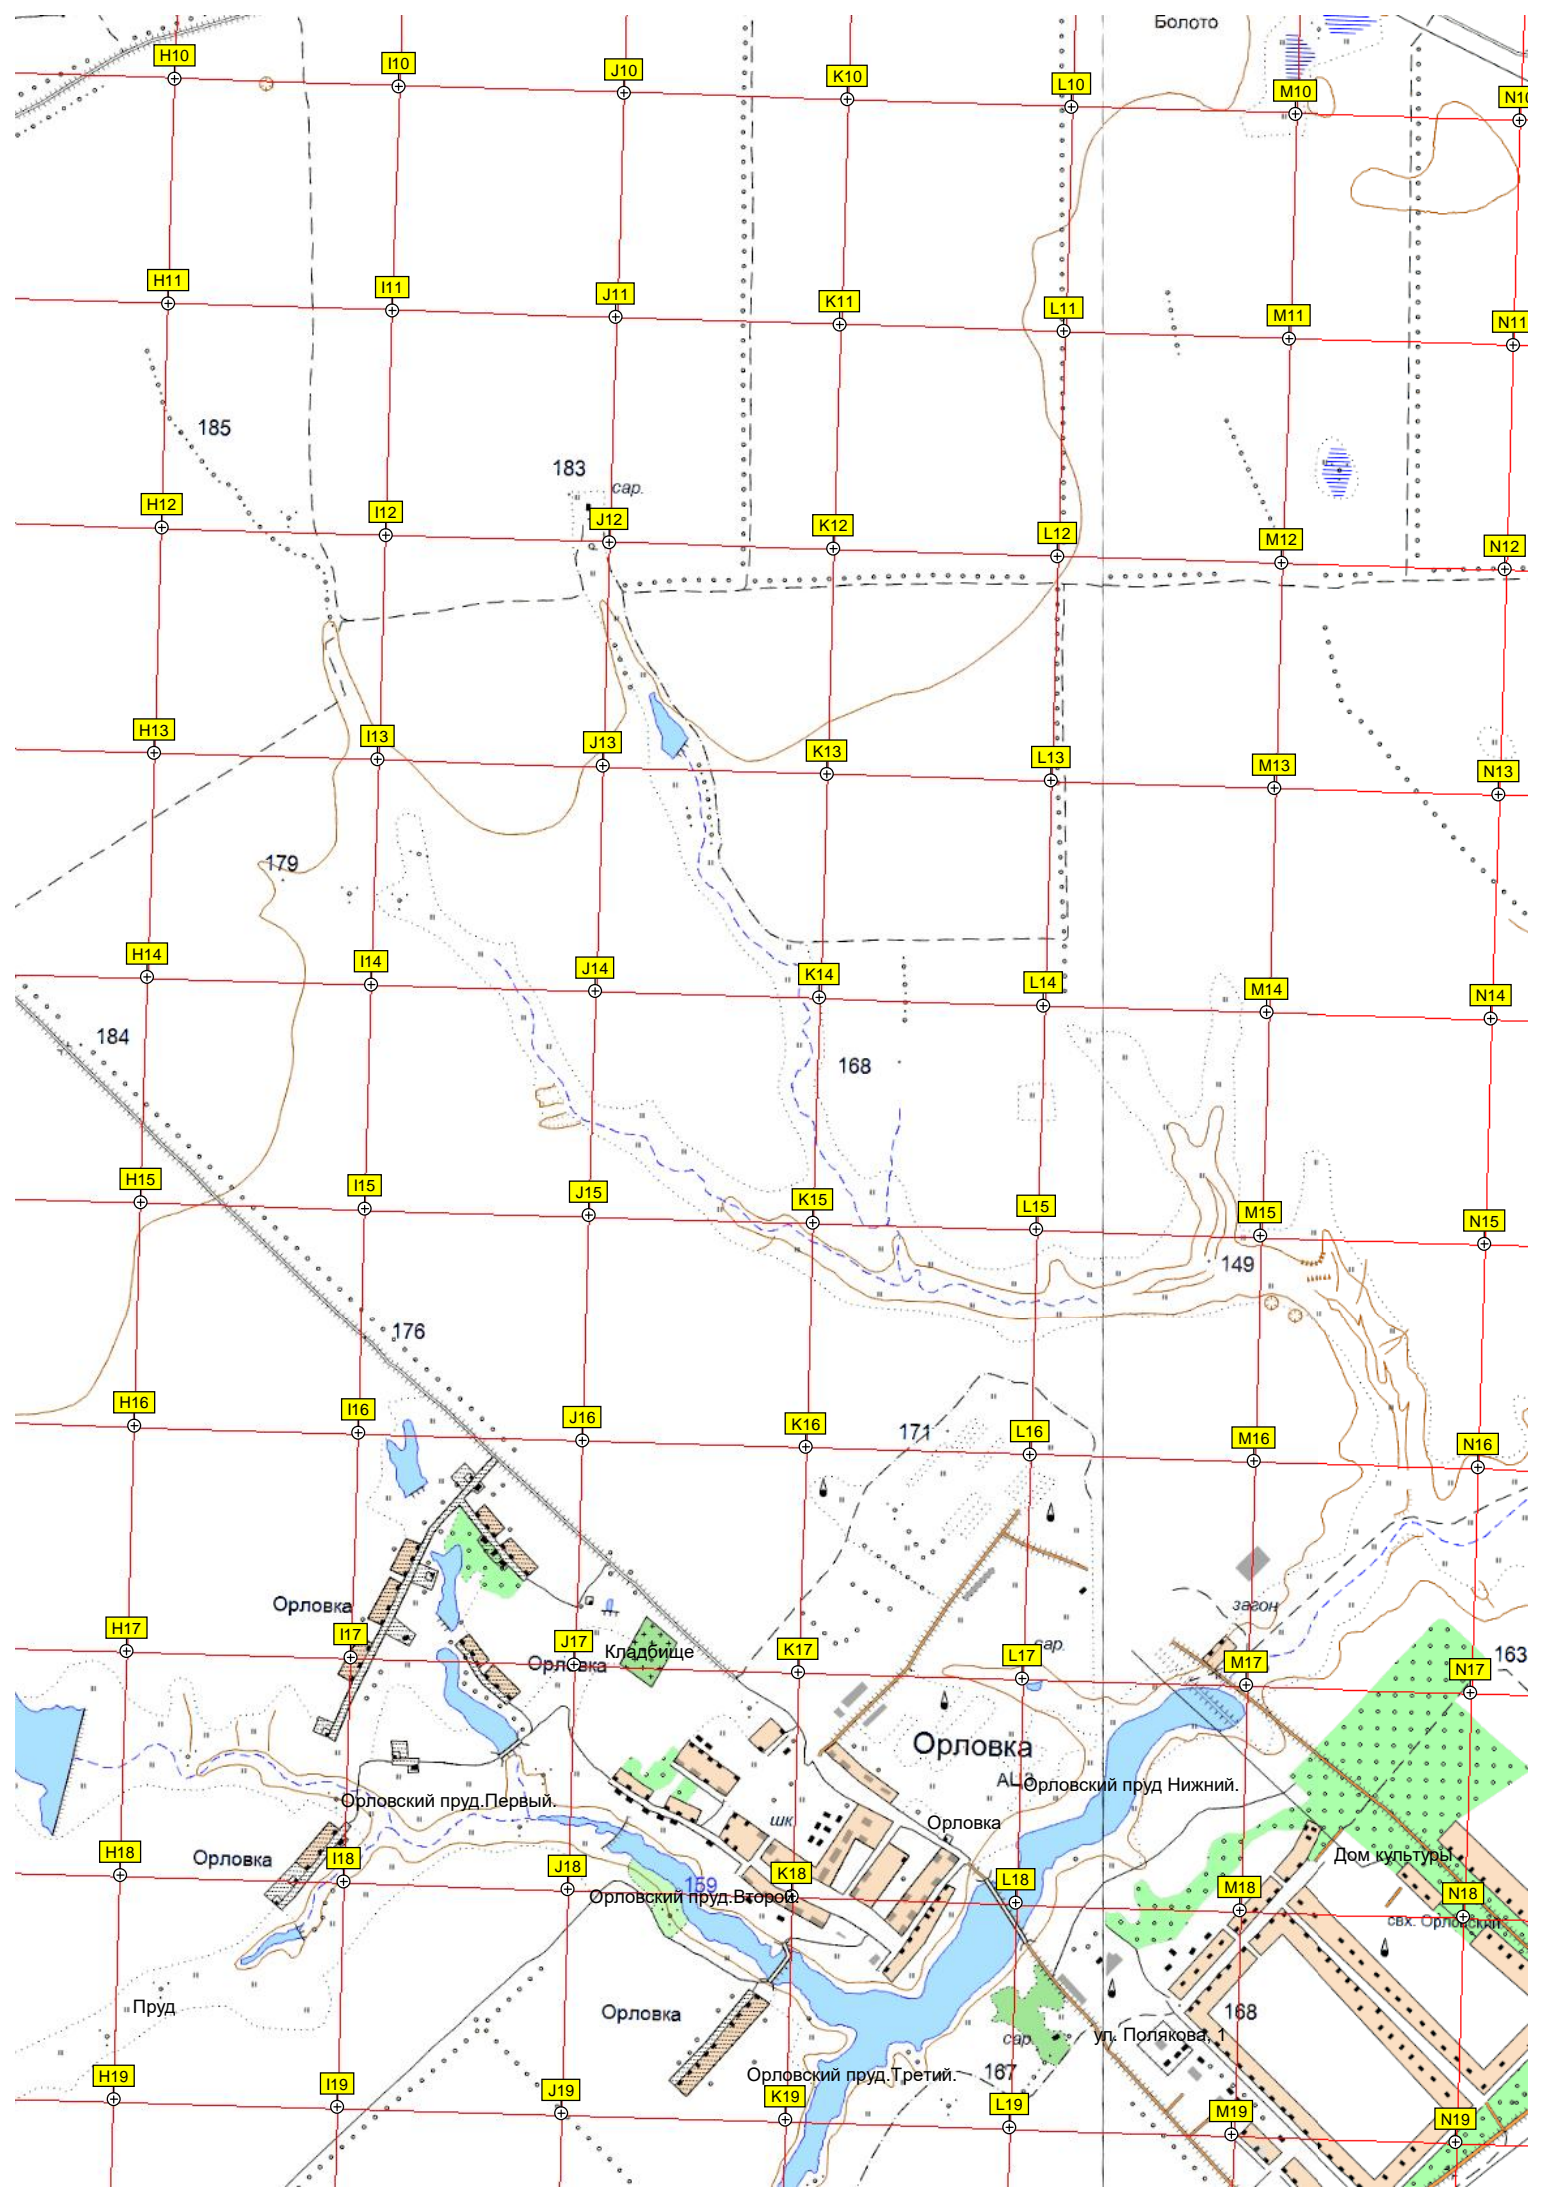 Болото
H10
I10
J10
K10
L10
M10
N10
H11
I11
J11
K11
L11
M11
N11
185
183
сар.
H12
I12
J12
K12
L12
M12
N12
H13
I13
J13
K13
L13
M13
N13
179
H14
I14
J14
K14
L14
M14
N14
184
168
H15
I15
J15
K15
L15
M15
N15
149
176
H16
I16
J16
K16
L16
M16
N16
171
Орловка
загон
H17
I17
J17
K17
L17
M17
N17
Орловка
Кладбище
сар.
163
Орловка
Орловский пруд Нижний.
Орловский пруд.Первый.
шк.
Орловка
Орловка
Дом культуры
H18
I18
J18
K18
L18
M18
N18
159
Орловский пруд.Второй.
свх. Орловский
Пруд
Орловка
168
сар.
ул. Полякова, 1
Орловский пруд.Третий.
167
H19
I19
J19
K19
L19
M19
N19